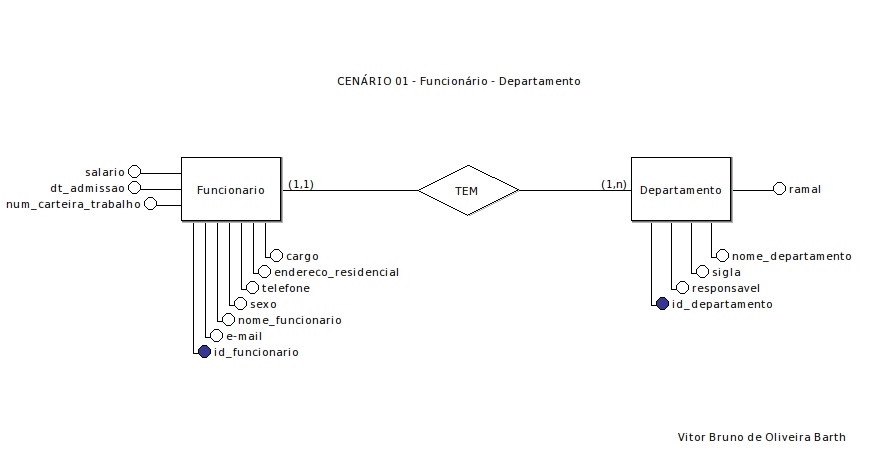 CENÁRIO 01 - Funcionário - Departamento
salario
dt_admissao
num_carteira_trabalho
Funcionario
(1,1)
TEM
(1,n)
Departamento
ramal
cargo
endereco_residencial
telefone
sexo
nome_funcionario
e-mail
id_funcionario
nome_departamento
sigla
responsavel
id_departamento
Vitor Bruno de Oliveira Barth